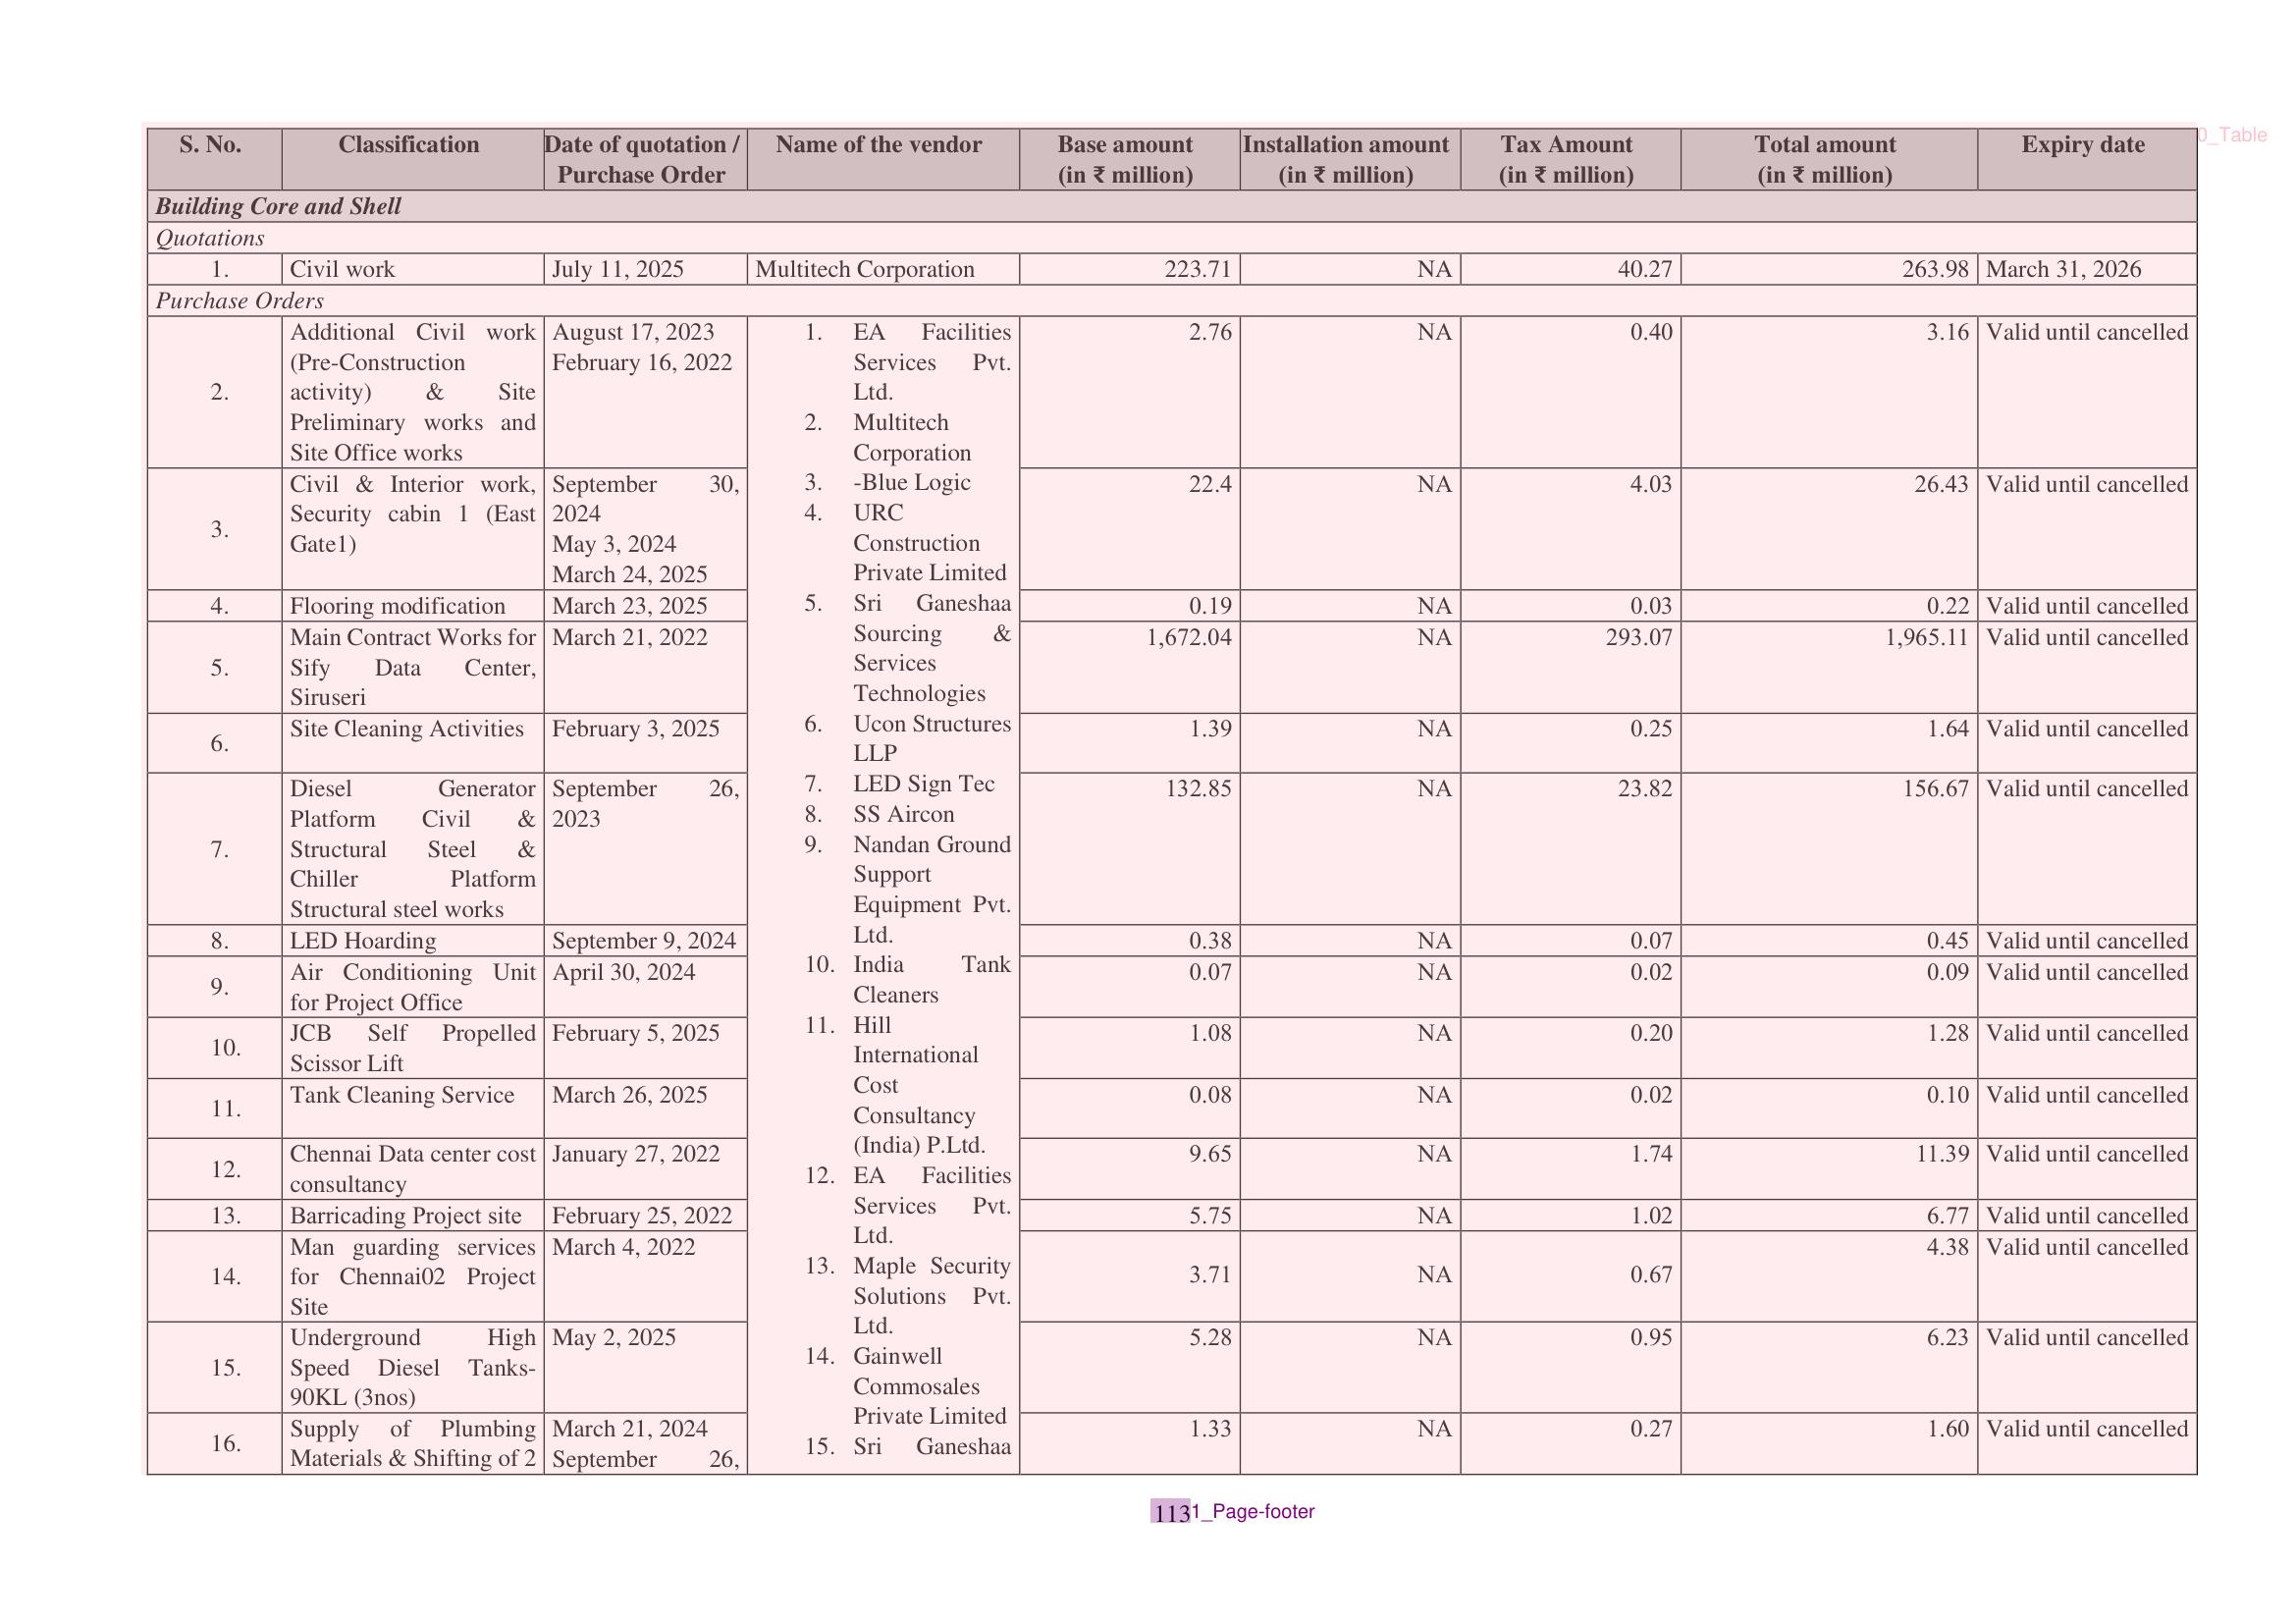 S. No. Classification Date of quotation / Purchase Order Name of the vendor Base amount (in ₹ million) Installation amount (in ₹ million) Tax Amount (in ₹ million) Total amount (in ₹ million) Expiry date
0_Table
Building Core and Shell
Quotations
1. Civil work July 11, 2025 Multitech Corporation 223.71 NA 40.27 263.98 March 31, 2026
Purchase Orders
2.
Additional Civil work
(Pre-Construction
activity) & Site
Preliminary works and
Site Office works
August 17, 2023
February 16, 2022
1. EA Facilities
Services Pvt.
Ltd.
2. Multitech
Corporation
3. -Blue Logic
4. URC
Construction
Private Limited
5. Sri Ganeshaa
Sourcing &
Services
Technologies
6. Ucon Structures
LLP
7. LED Sign Tec
8. SS Aircon
9. Nandan Ground
Support
Equipment Pvt.
Ltd.
10. India Tank
Cleaners
11. Hill
International
Cost
Consultancy
(India) P.Ltd.
12. EA Facilities
Services Pvt.
Ltd.
13. Maple Security
Solutions Pvt.
Ltd.
14. Gainwell
Commosales
Private Limited
15. Sri Ganeshaa
2.76 NA 0.40 3.16 Valid until cancelled
3.
Civil & Interior work,
Security cabin 1 (East
Gate1)
September 30,
2024
May 3, 2024
March 24, 2025
22.4 NA 4.03 26.43 Valid until cancelled
4. Flooring modification March 23, 2025 0.19 NA 0.03 0.22 Valid until cancelled
5.
Main Contract Works for
Sify Data Center,
Siruseri
March 21, 2022
1,672.04 NA 293.07 1,965.11 Valid until cancelled
6. Site Cleaning Activities February 3, 2025 1.39 NA 0.25 1.64 Valid until cancelled
7.
Diesel Generator
Platform Civil &
Structural Steel &
Chiller Platform
Structural steel works
September 26,
2023
132.85 NA 23.82 156.67 Valid until cancelled
8. LED Hoarding September 9, 2024 0.38 NA 0.07 0.45 Valid until cancelled
9.
Air Conditioning Unit
for Project Office
April 30, 2024
0.07 NA 0.02 0.09 Valid until cancelled
10.
JCB Self Propelled
Scissor Lift
February 5, 2025
1.08 NA 0.20 1.28 Valid until cancelled
11. Tank Cleaning Service March 26, 2025 0.08 NA 0.02 0.10 Valid until cancelled
12.
Chennai Data center cost
consultancy
January 27, 2022
9.65 NA 1.74 11.39 Valid until cancelled
13. Barricading Project site February 25, 2022 5.75 NA 1.02 6.77 Valid until cancelled
14.
Man guarding services
for Chennai02 Project
Site
March 4, 2022
3.71 NA 0.67 4.38 Valid until cancelled
15.
Underground High
Speed Diesel Tanks-
90KL (3nos)
May 2, 2025
5.28 NA 0.95 6.23 Valid until cancelled
16.
Supply of Plumbing
Materials & Shifting of 2
March 21, 2024
September 26,
1.33 NA 0.27 1.60 Valid until cancelled
113
1_Page-footer